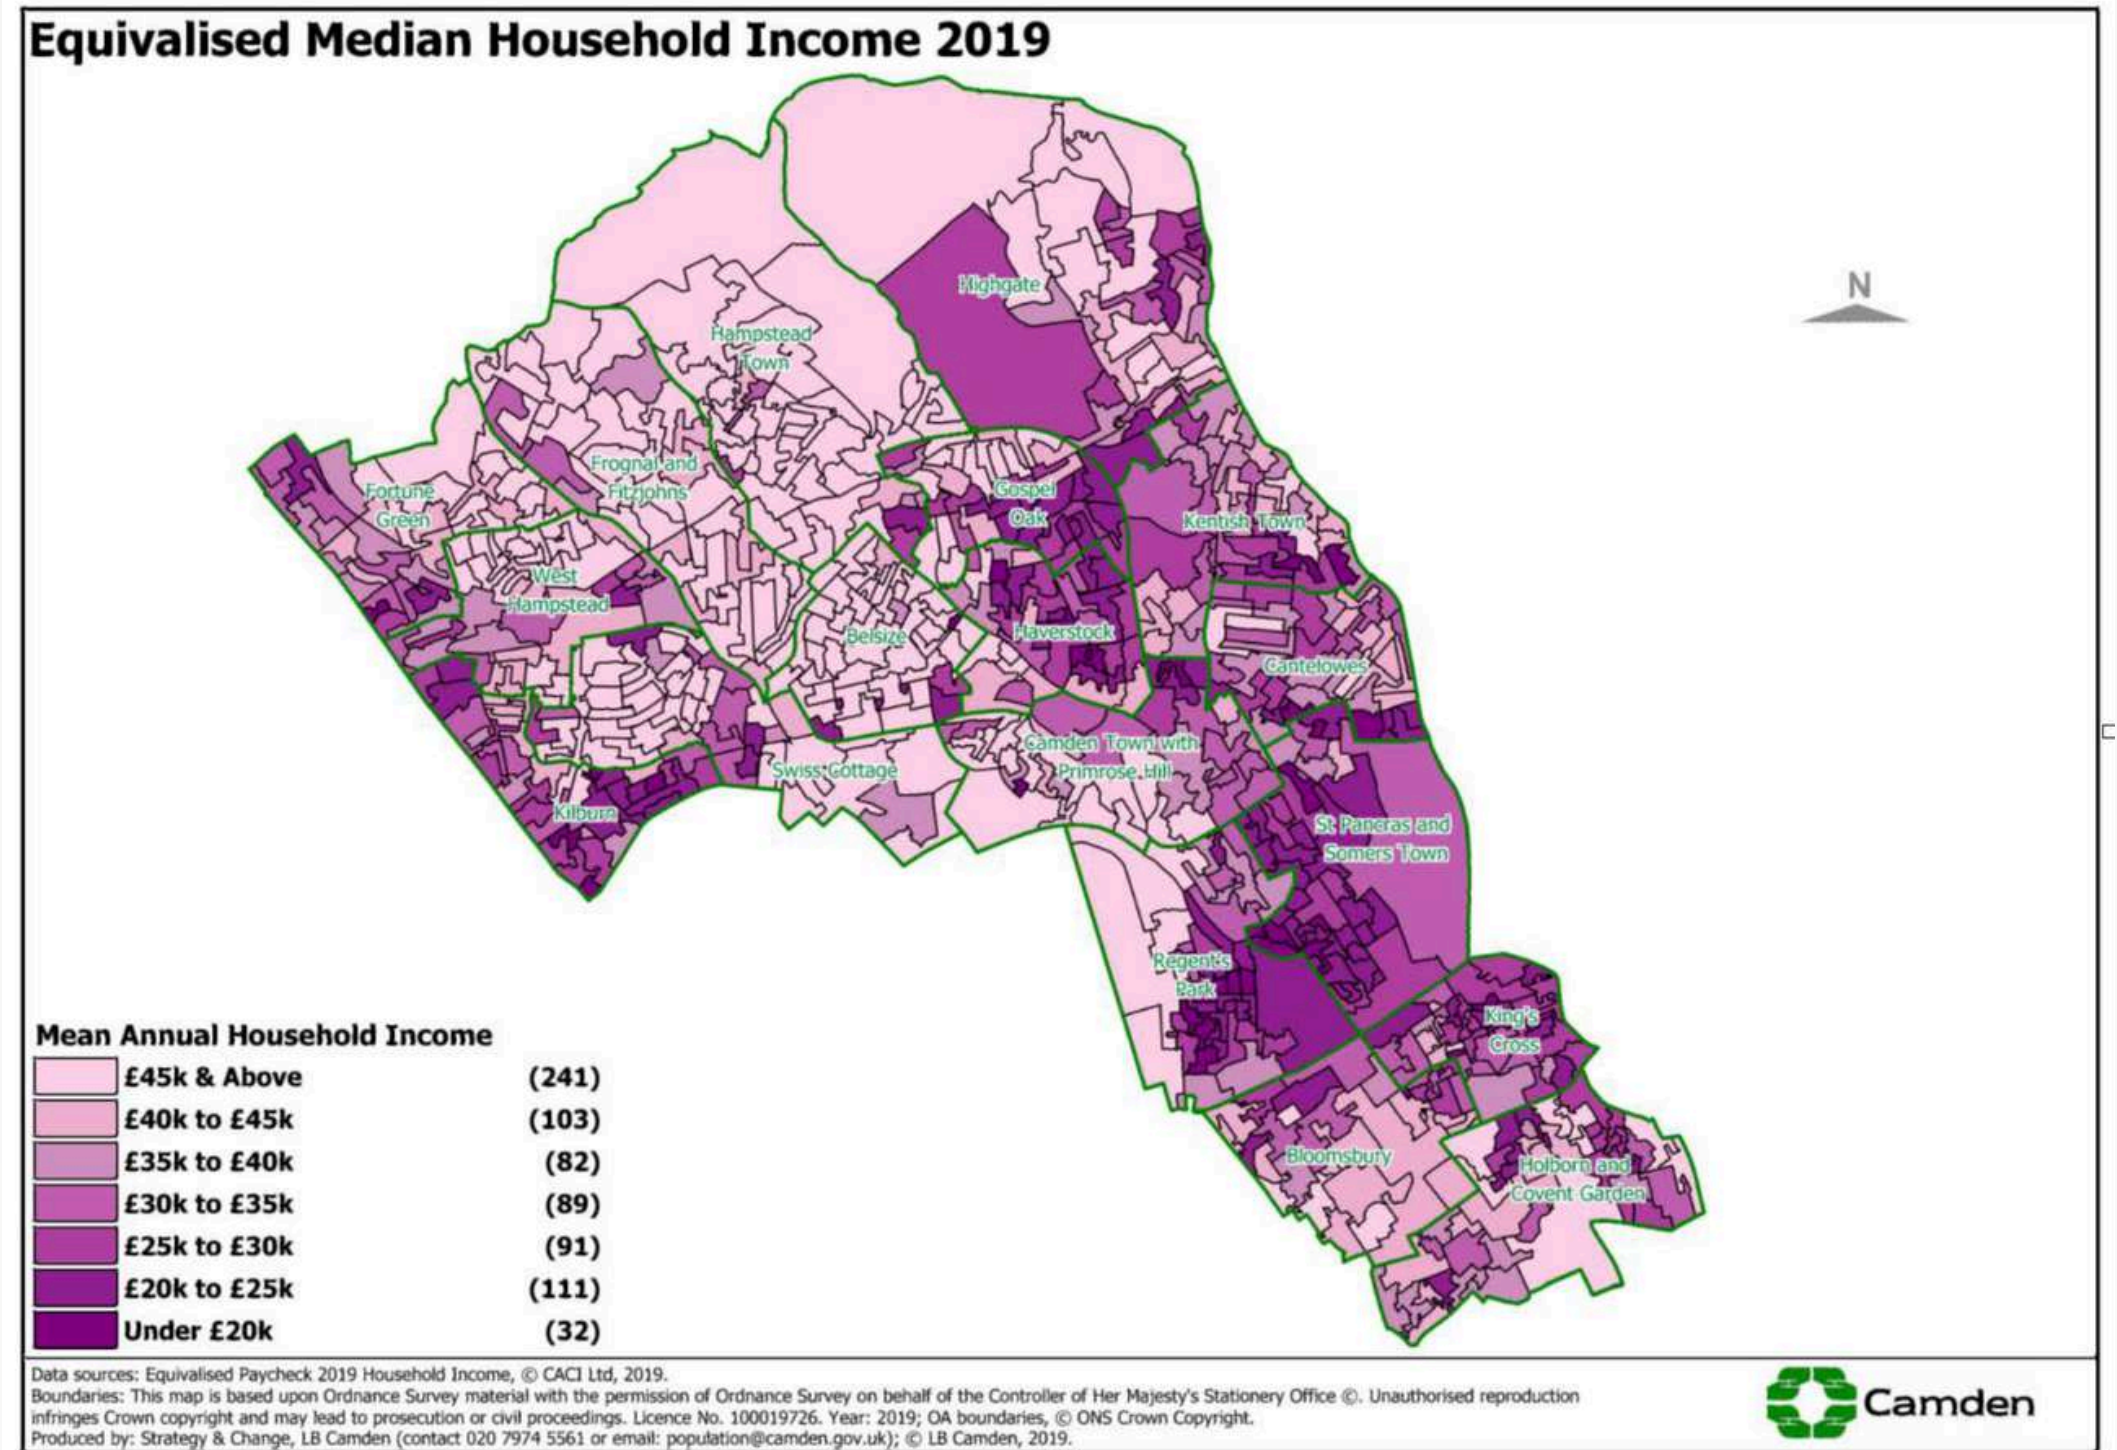 Equivalised Median Household Income 2019
N
Highgate
Hampstead
Town
Frognal and
Fitzjohns
Fortune
Green
Gospel
Oak
Kentish Town
West
Hampstead
Belsize
Haverstock
Cantelowes
Camden Town with
Primrose Hill
Swiss Cottage
Kilburn
St Pancras and
Somers Town
Regent's
Park
King's
Cross
Bloomsbury
Holborn and
Covent Garden
Mean Annual Household Income
£45k & Above (241)
£40k to £45k (103)
£35k to £40k (82)
£30k to £35k (89)
£25k to £30k (91)
£20k to £25k (111)
Under £20k (32)
Data sources: Equivalised Paycheck 2019 Household Income, © CACI Ltd, 2019.
Boundaries: This map is based upon Ordnance Survey material with the permission of Ordnance Survey on behalf of the Controller of Her Majesty's Stationery Office ©. Unauthorised reproduction
infringes Crown copyright and may lead to prosecution or civil proceedings. Licence No. 100019726. Year: 2019; OA boundaries, © ONS Crown Copyright.
Produced by: Strategy & Change, LB Camden (contact 020 7974 5561 or email: population@camden.gov.uk); © LB Camden, 2019.
Camden